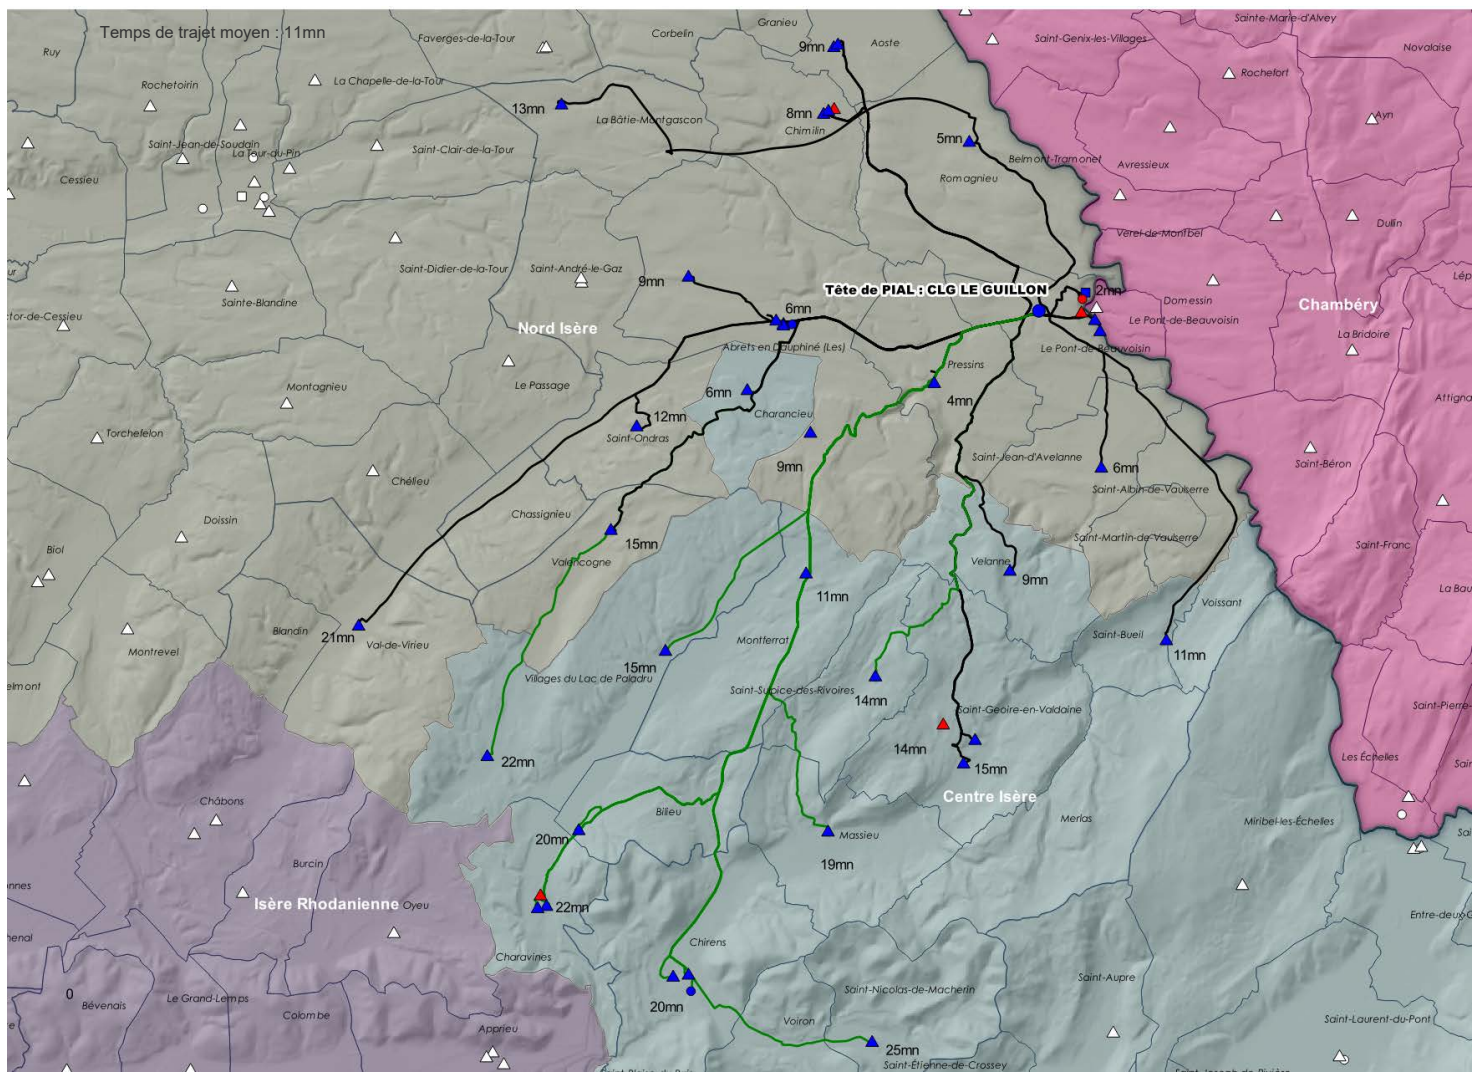 Temps de trajet moyen : 11mn
Granieu
Sainte-Marie-d'Alvey
Ruy
Faverges-de-la-Tour
Corbelin
9mn
Aoste
Saint-Genix-les-Villages
Novalaise
Rochetoirin
La Chapelle-de-la-Tour
Rochefort
13mn
La Bâtie-Montgascon
8mn
Chimilin
Ayn
Saint-Jean-de-Soudain
La Tour-du-Pin
Saint-Clair-de-la-Tour
5mn
Belmont-Tramonet
Avressieux
Cessieu
Romagnieu
Dullin
Verel-de-Montbel
Saint-Didier-de-la-Tour
Saint-André-le-Gaz
9mn
Tête de PIAL : CLG LE GUILLON
2mn
Domessin
Chambéry
Sainte-Blandine
6mn
Nord Isère
Le Pont-de-Beauvoisin
La Bridoire
Abrets en Dauphiné (Les)
Le Pont-de-Beauvoisin
Pressins
Montagnieu
Le Passage
6mn
4mn
Charancieu
12mn
Torchefelon
Saint-Ondras
9mn
Saint-Jean-d'Avelanne
6mn
Saint-Béron
Chélieu
Saint-Albin-de-Vaulserre
Doissin
Chassignieu
15mn
Saint-Martin-de-Vaulserre
Saint-Franc
Biol
Valencogne
Velanne
9mn
11mn
Voissant
Blandin
21mn
Val-de-Virieu
Montferrat
Saint-Bueil
11mn
Montrevel
15mn
Villages du Lac de Paladru
Saint-Supice-des-Rivoires
14mn
Saint-Geoire-en-Valdaine
14mn
22mn
15mn
Les Échelles
Centre Isère
Châbons
Bilieu
Merlas
Miribel-les-Échelles
20mn
Massieu
19mn
Burcin
Isère Rhodanienne
Oyeu
22mn
Chirens
Charavines
0
Saint-Aupre
Bévenais
Le Grand-Lemps
Colombe
Saint-Nicolas-de-Macherin
20mn
Voiron
Saint-Laurent-du-Pont
Apprieu
25mn
Saint-Étienne-de-Crossey